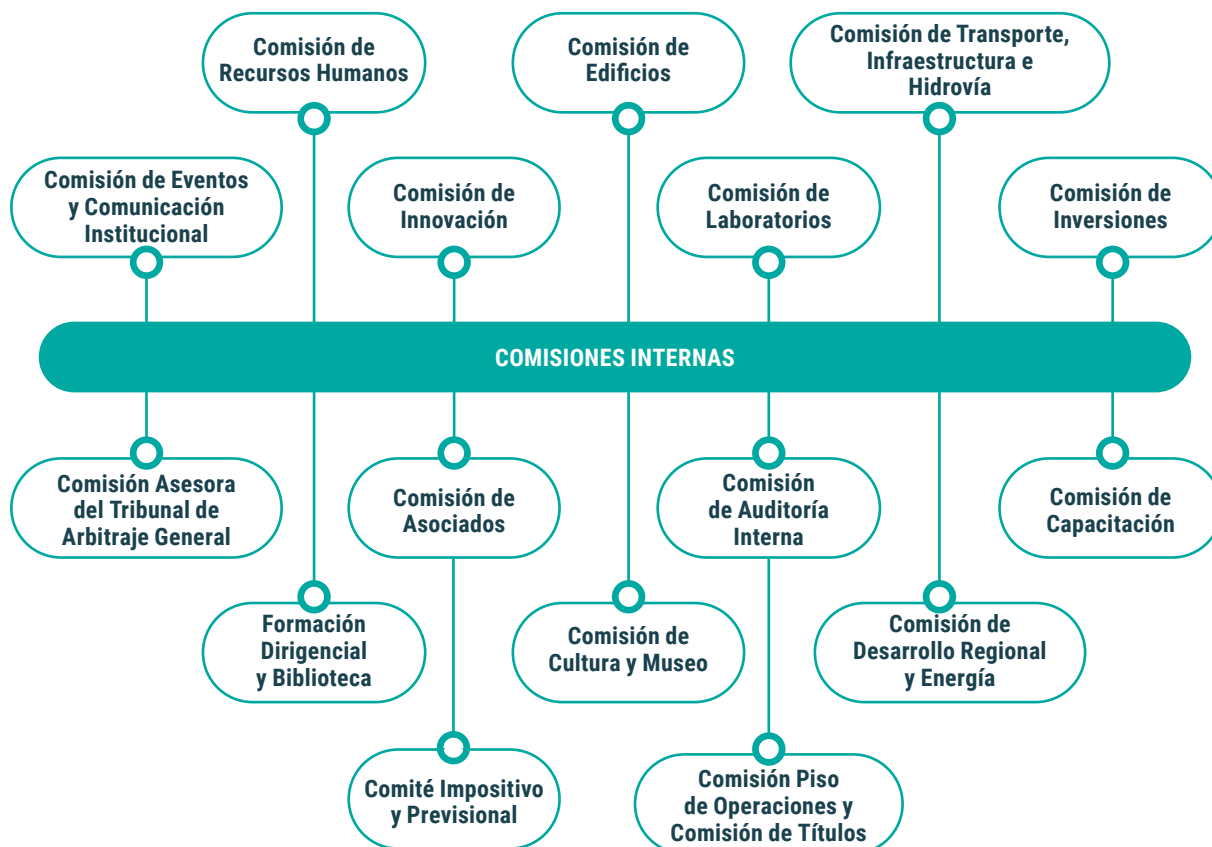 Comisión de
Recursos Humanos
Comisión de
Edificios
Comisión de Transporte,
Infraestructura e
Hidrovía
Comisión de Eventos
y Comunicación
Institucional
Comisión de
Innovación
Comisión de
Laboratorios
Comisión de
Inversiones
COMISIONES INTERNAS
Comisión Asesora
del Tribunal de
Arbitraje General
Comisión de
Asociados
Comisión
de Auditoría
Interna
Comisión de
Capacitación
Formación
Dirigencial
y Biblioteca
Comisión de
Cultura y Museo
Comisión de
Desarrollo Regional
y Energía
Comité Impositivo
y Previsional
Comisión Piso
de Operaciones y
Comisión de Títulos